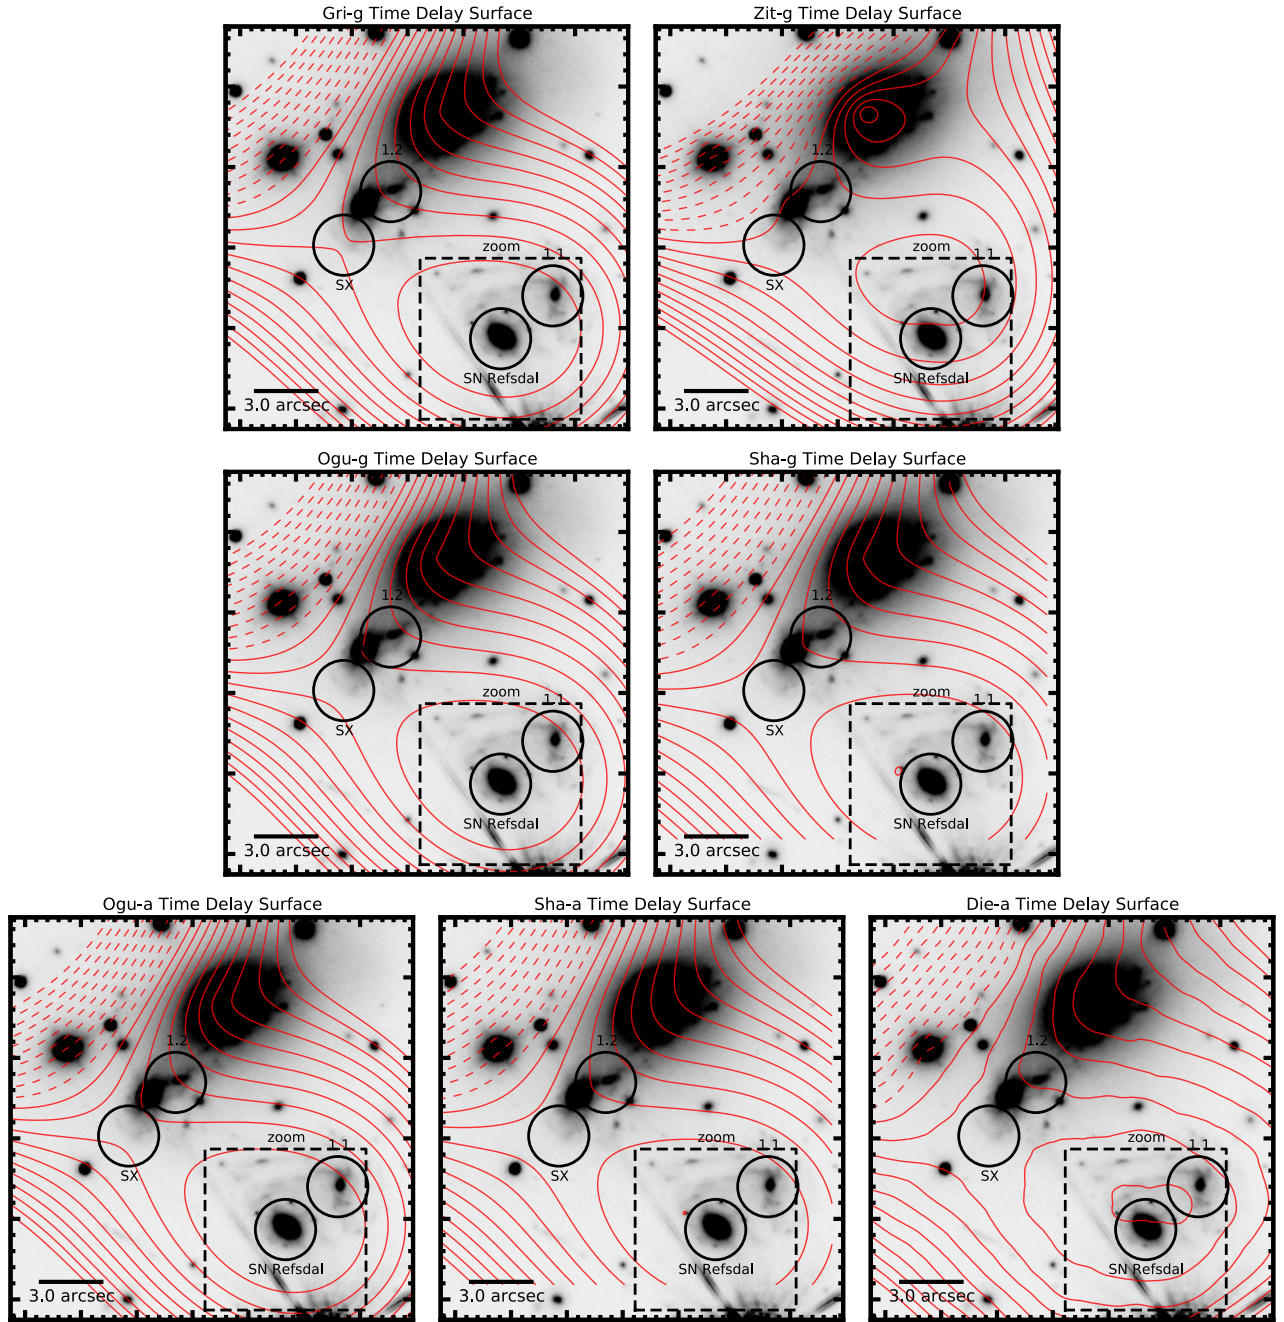 Gri-g Time Delay Surface
1.2
zoom
1.1
SX
SN Refsdal
3.0 arcsec
Zit-g Time Delay Surface
1.2
zoom
1.1
SX
SN Refsdal
3.0 arcsec
Ogu-g Time Delay Surface
1.2
zoom
1.1
SX
SN Refsdal
3.0 arcsec
Sha-g Time Delay Surface
1.2
zoom
1.1
SX
SN Refsdal
3.0 arcsec
Ogu-a Time Delay Surface
1.2
zoom
1.1
SX
SN Refsdal
3.0 arcsec
Sha-a Time Delay Surface
1.2
zoom
1.1
SX
SN Refsdal
3.0 arcsec
Die-a Time Delay Surface
1.2
zoom
1.1
SX
SN Refsdal
3.0 arcsec